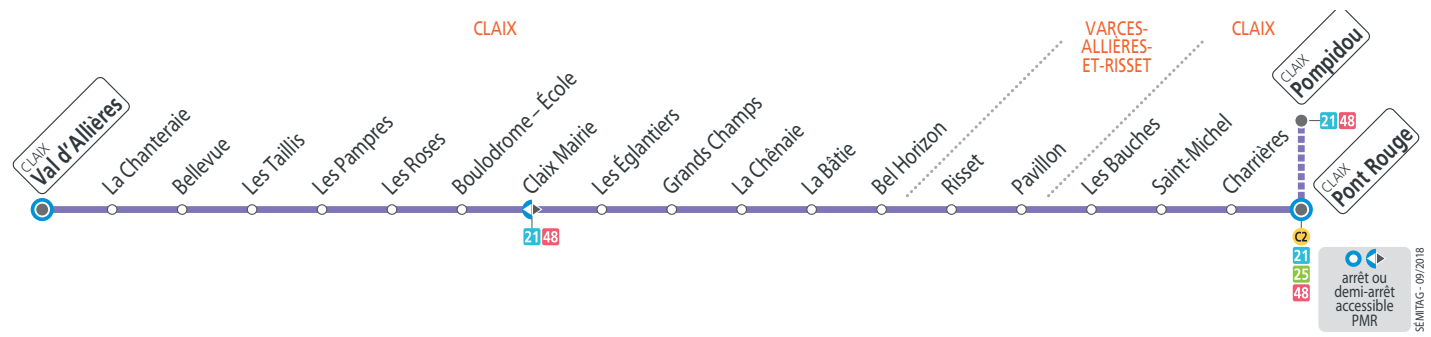 CLAIX
VARCES-
ALLIÈRES-
ET-RISSET
CLAIX
CLAIX
Val d'Allières
La Chanteraie
Bellevue
Les Taillis
Les Pampres
Les Roses
Boulodrome – École
Claix Mairie
Les Églantiers
Grands Champs
La Chênaie
La Bâtie
Bel Horizon
Risset
Pavillon
Les Bauches
Saint-Michel
Charrières
CLAIX
Pompidou
21 48
CLAIX
Pont Rouge
21 48
C2
21
25
48
arrêt ou
demi-arrêt
accessible
PMR
SÉMITAG - 09/2018